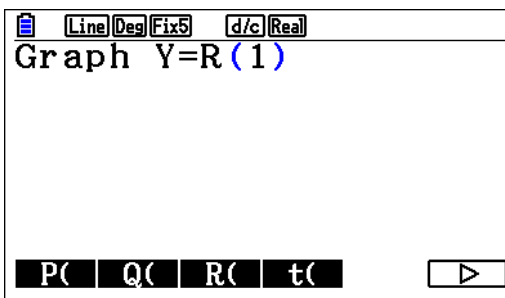 Line Deg Fix5 d/c Real
Graph Y=R(1)
P( Q( R( t( ▷